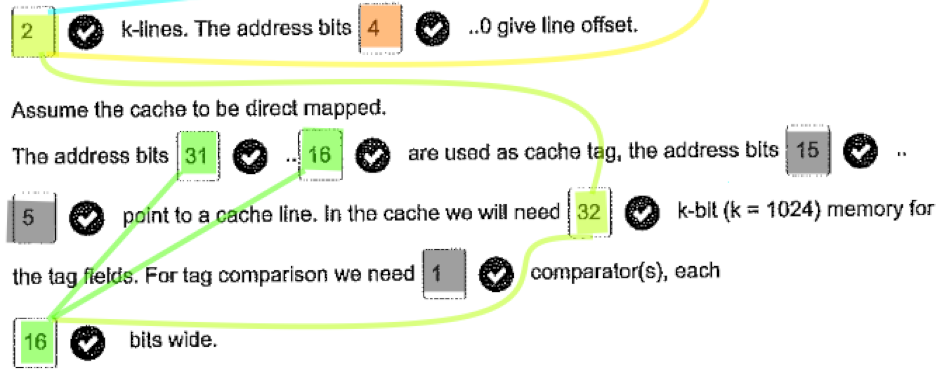 2 k-lines. The address bits 4 ..0 give line offset.
Assume the cache to be direct mapped.
The address bits 31 .. 16 are used as cache tag, the address bits 15 ..
5 point to a cache line. In the cache we will need 32 k-bit (k = 1024) memory for
the tag fields. For tag comparison we need 1 comparator(s), each
16 bits wide.